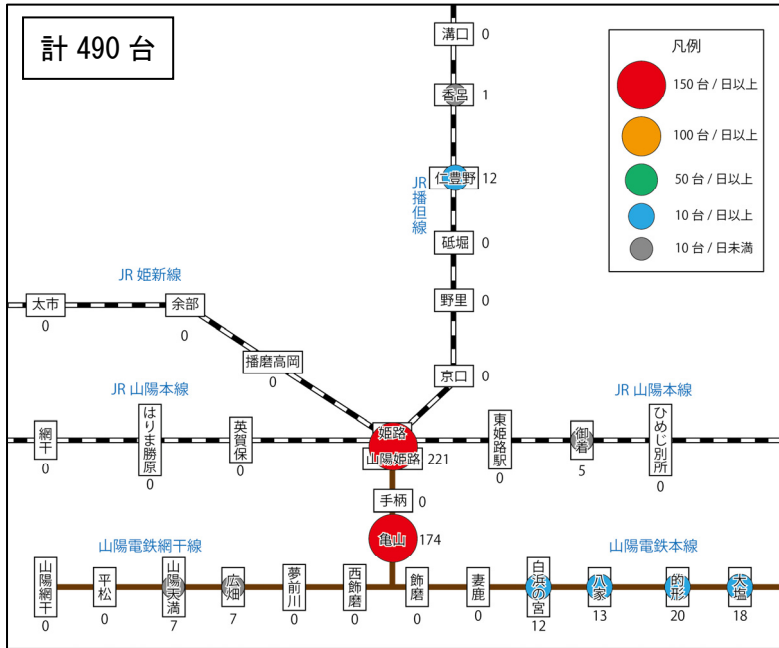 計 490 台
凡例
150 台 / 日以上
100 台 / 日以上
50 台 / 日以上
10 台 / 日以上
10 台 / 日未満
JR 播但線
溝口 0
香呂 1
仁豊野 12
砥堀 0
野里 0
京口 0
JR 姫新線
太市
0
余部
0
播磨高岡
0
JR 山陽本線
網干
0
はりま勝原
0
英賀保
0
姫路
山陽姫路 221
JR 山陽本線
東姫路駅
0
御着
5
ひめじ別所
0
手柄 0
亀山 174
山陽電鉄網干線
山陽網干
0
平松
0
山陽天満
7
広畑
7
夢前川
0
西飾磨
0
飾磨
0
山陽電鉄本線
妻鹿
0
白浜の宮
12
八家
13
的形
20
大塩
18